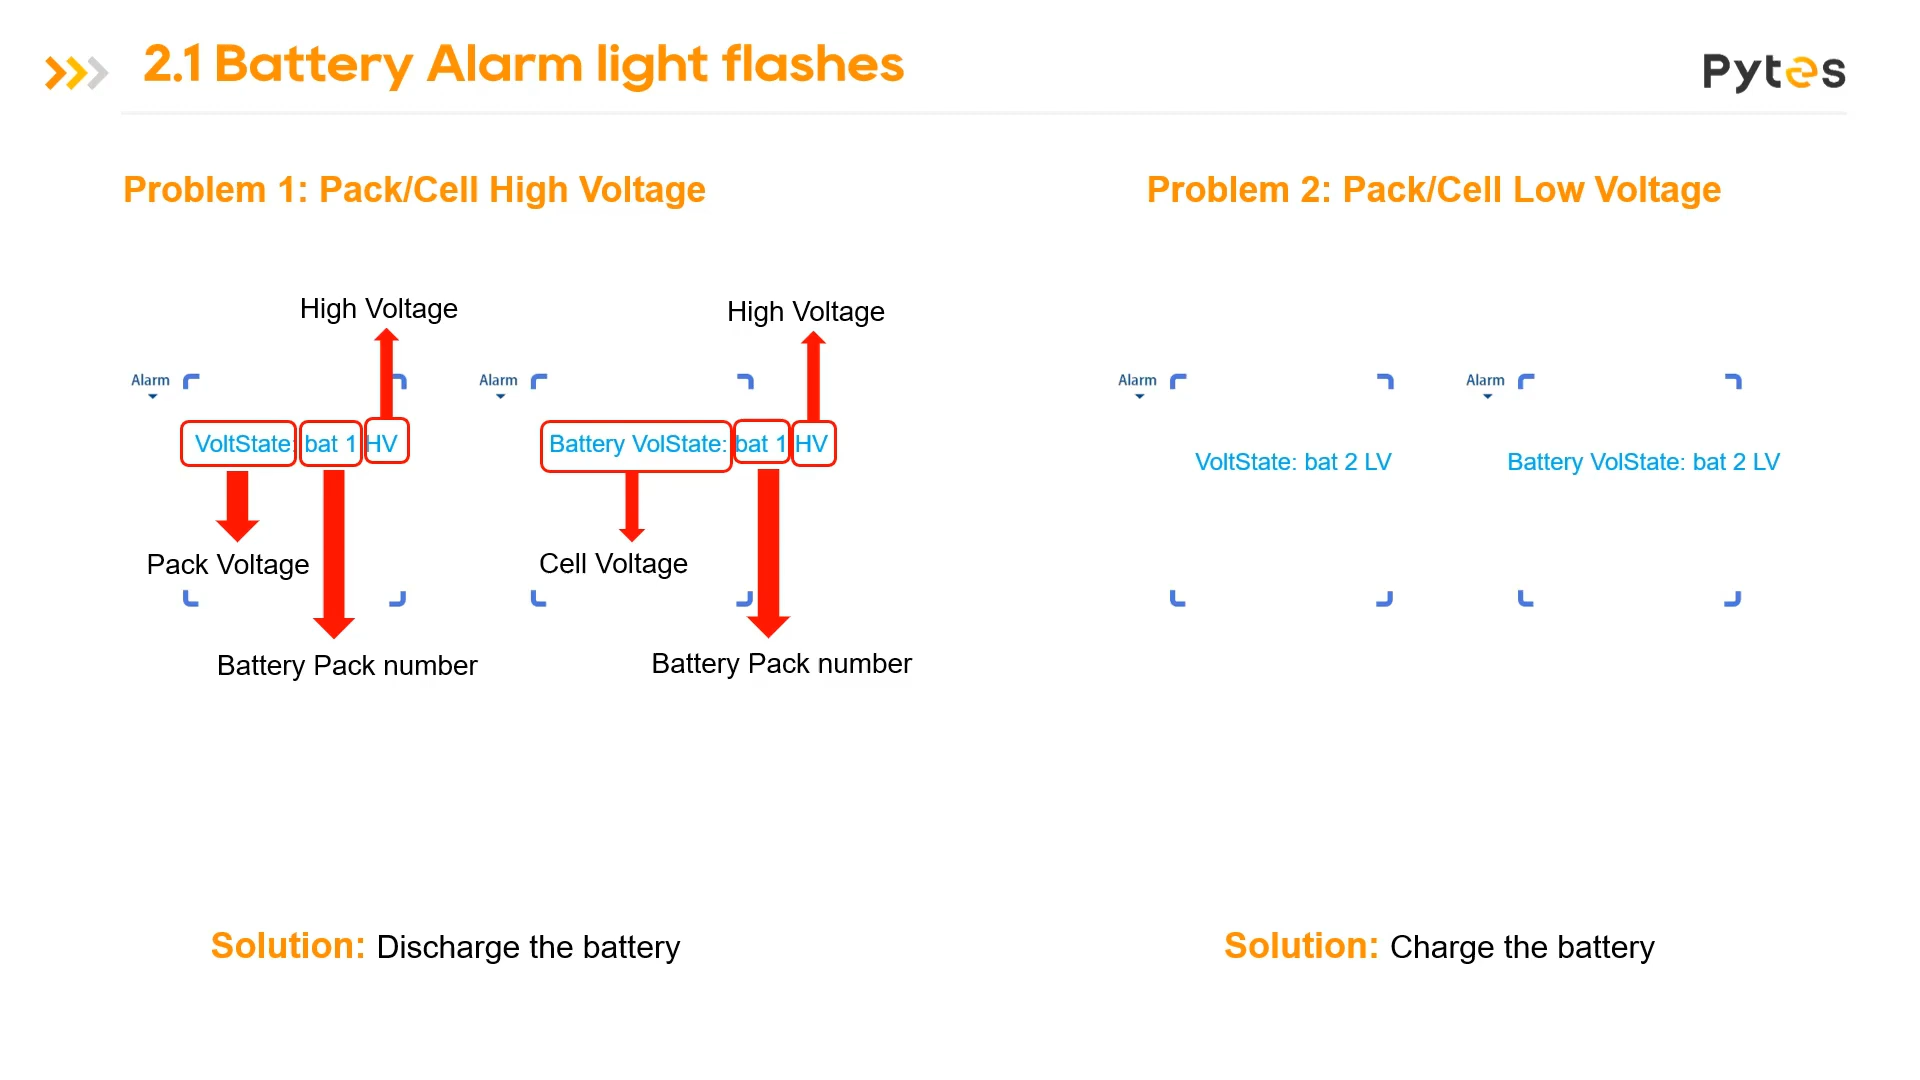 2.1 Battery Alarm light flashes
Pytes
Problem 1: Pack/Cell High Voltage
High Voltage
High Voltage
Alarm
Alarm
VoltState: bat 1 HV
Battery VolState: bat 1 HV
Pack Voltage
Cell Voltage
Battery Pack number
Battery Pack number
Solution: Discharge the battery
Problem 2: Pack/Cell Low Voltage
Alarm
Alarm
VoltState: bat 2 LV
Battery VolState: bat 2 LV
Solution: Charge the battery